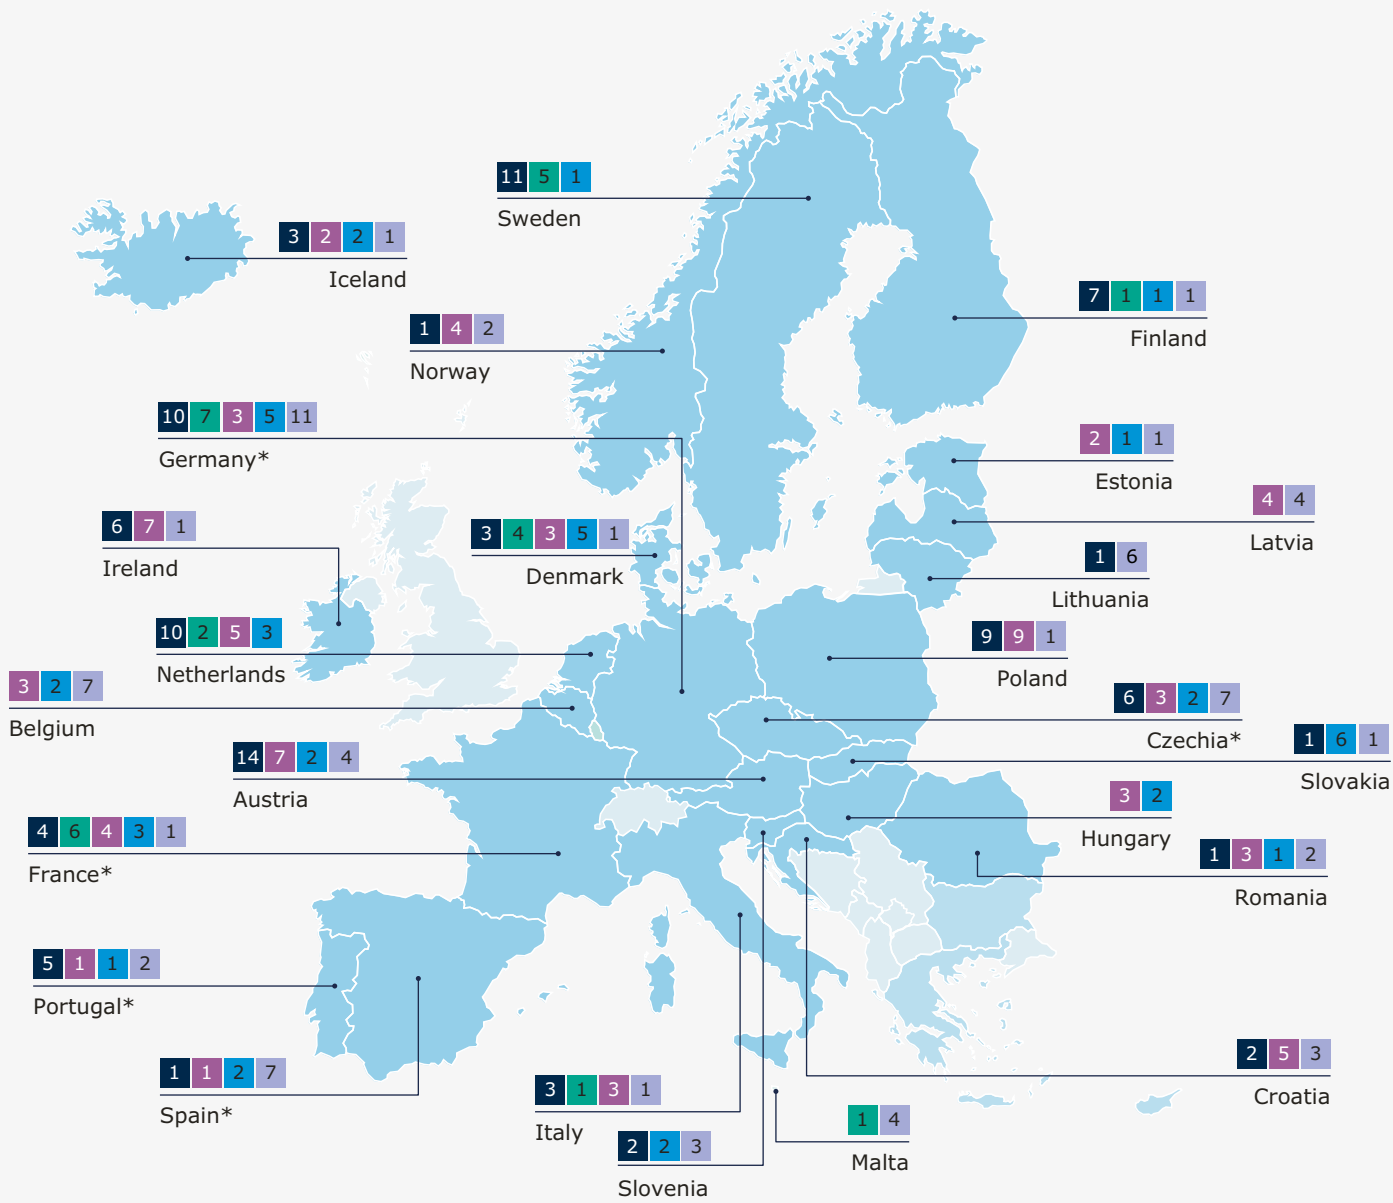 11 5 1
Sweden
3 2 2 1
Iceland
7 1 1 1
Finland
1 4 2
Norway
10 7 3 5 11
Germany*
2 1 1
Estonia
4 4
Latvia
6 7 1
Ireland
3 4 3 5 1
Denmark
1 6
Lithuania
10 2 5 3
Netherlands
9 9 1
Poland
3 2 7
Belgium
6 3 2 7
Czechia*
14 7 2 4
Austria
1 6 1
Slovakia
3 2
Hungary
4 6 4 3 1
France*
1 3 1 2
Romania
5 1 1 2
Portugal*
1 1 2 7
Spain*
3 1 3 1
Italy
2 5 3
Croatia
1 4
Malta
2 2 3
Slovenia